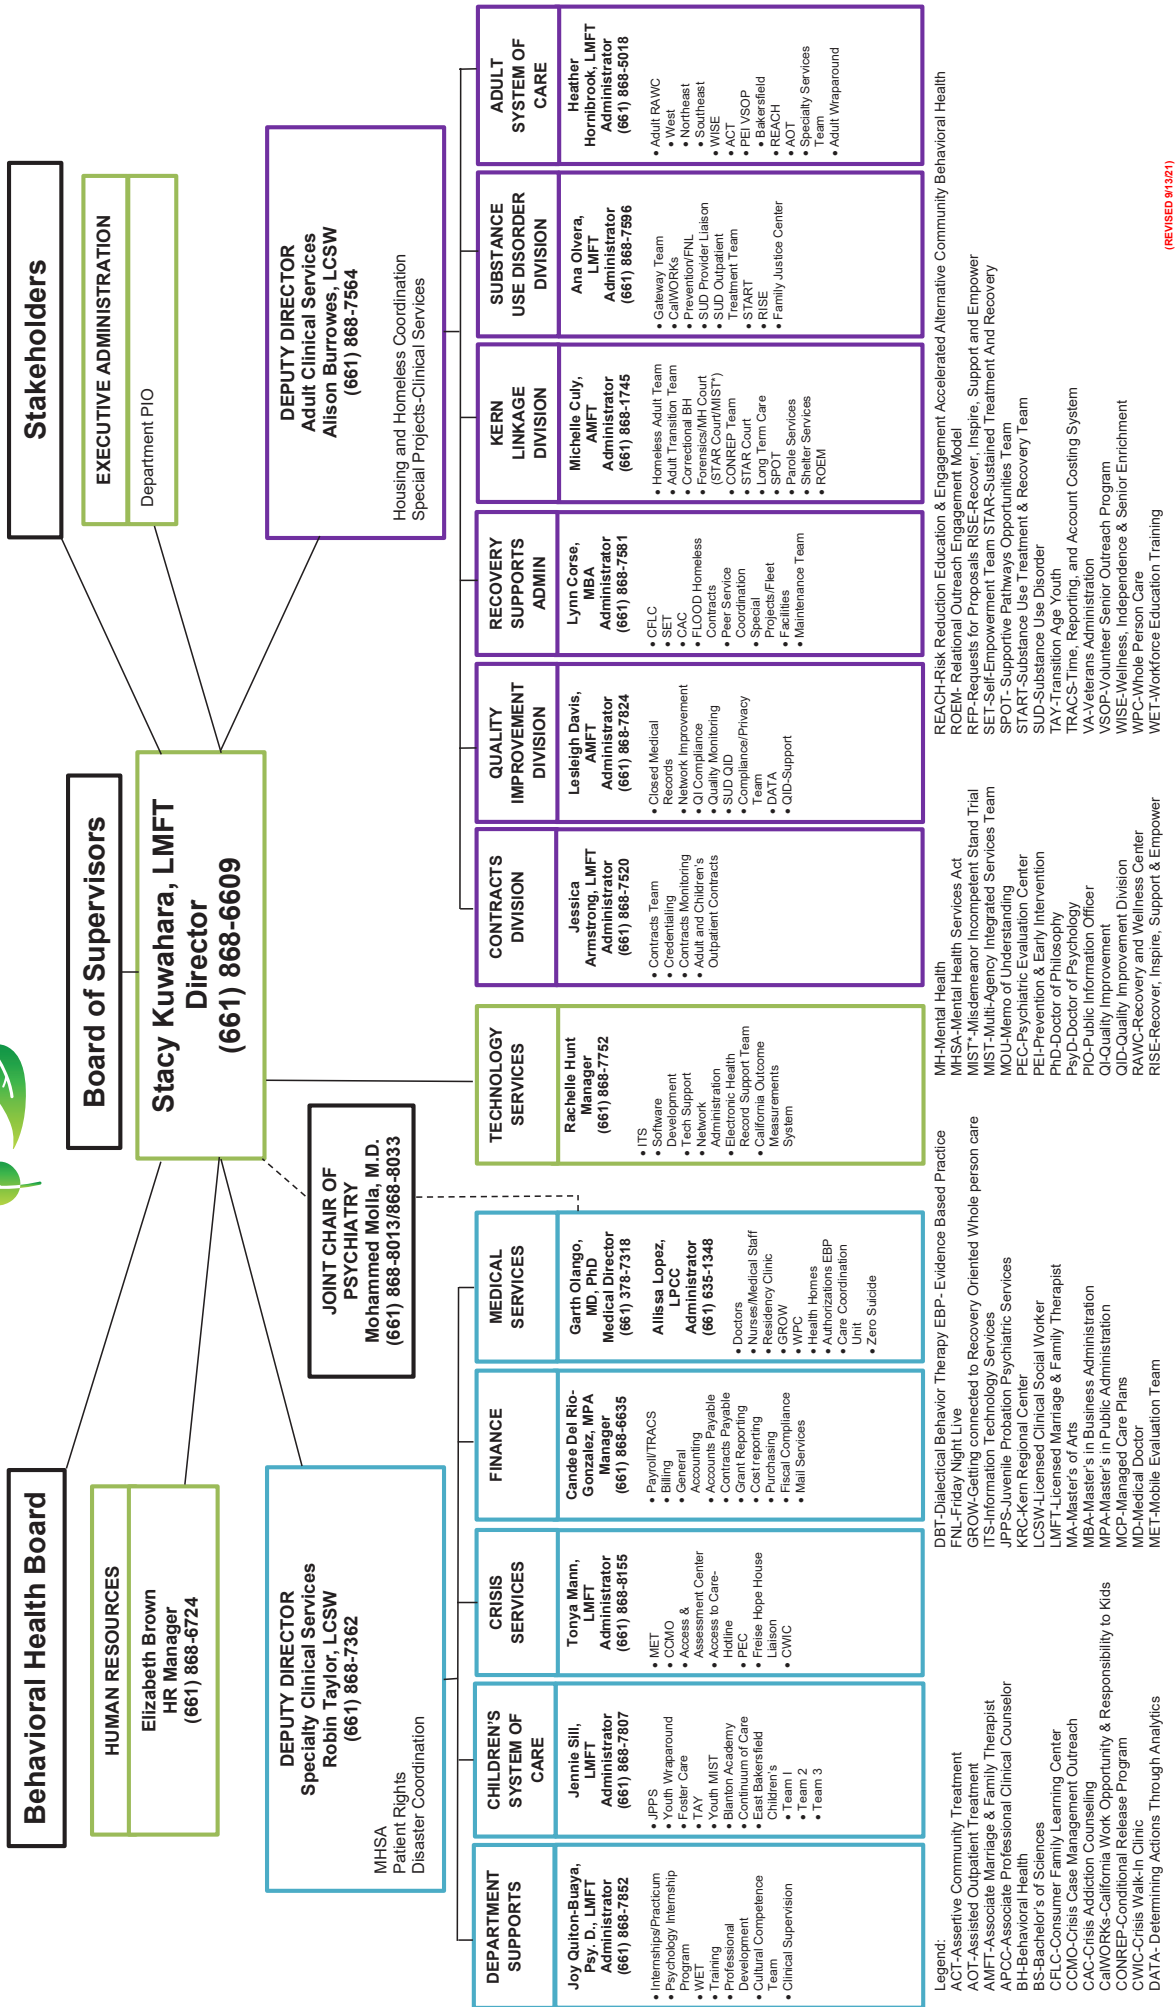 Behavioral Health Board
Board of Supervisors
Stakeholders
HUMAN RESOURCES
Elizabeth Brown
HR Manager
(661) 868-6724
Stacy Kuwahara, LMFT
Director
(661) 868-6609
EXECUTIVE ADMINISTRATION
Department PIO
DEPUTY DIRECTOR
Specialty Clinical Services
Robin Taylor, LCSW
(661) 868-7362
MHSA
Patient Rights
Disaster Coordination
JOINT CHAIR OF
PSYCHIATRY
Mohammed Molla, M.D.
(661) 868-8013/868-8033
DEPUTY DIRECTOR
Adult Clinical Services
Alison Burrowes, LCSW
(661) 868-7564
Housing and Homeless Coordination
Special Projects-Clinical Services
DEPARTMENT
SUPPORTS
Joy Quiton-Buaya,
Psy. D., LMFT
Administrator
(661) 868-7852
• Internships/Practicum
• Psychology Internship
Program
• WET
• Training
• Professional
Development
• Cultural Competence
Team
• Clinical Supervision
CHILDREN'S
SYSTEM OF
CARE
Jennie Sill,
LMFT
Administrator
(661) 868-7807
• JPPS
• Youth Wraparound
• Foster Care
• TAY
• Youth MIST
• Blanton Academy
• Continuum of Care
• East Bakersfield
Children's
• Team I
• Team 2
• Team 3
CRISIS
SERVICES
Tonya Mann,
LMFT
Administrator
(661) 868-8155
• MET
• CCMO
• Access &
Assessment Center
• Access to Care-
Hotline
• PEC
• Freise Hope House
Liaison
• CWIC
FINANCE
Candee Del Rio-
Gonzalez, MPA
Manager
(661) 868-6635
• Payroll/TRACS
• Billing
• General
Accounting
• Accounts Payable
• Contracts Payable
• Grant Reporting
• Cost reporting
• Purchasing
• Fiscal Compliance
• Mail Services
MEDICAL
SERVICES
Garth Olango,
MD, PhD
Medical Director
(661) 378-7318
Allissa Lopez,
LPCC
Administrator
(661) 635-1348
• Doctors
• Nurses/Medical Staff
• Residency Clinic
• GROW
• WPC
• Health Homes
• Authorizations EBP
• Care Coordination
Unit
• Zero Suicide
TECHNOLOGY
SERVICES
Rachelle Hunt
Manager
(661) 868-7752
• ITS
• Software
Development
• Tech Support
• Network
Administration
• Electronic Health
Record Support Team
• California Outcome
Measurements
System
CONTRACTS
DIVISION
Jessica
Armstrong, LMFT
Administrator
(661) 868-7520
• Contracts Team
• Credentialing
• Contracts Monitoring
• Adult and Children's
Outpatient Contracts
QUALITY
IMPROVEMENT
DIVISION
Lesleigh Davis,
AMFT
Administrator
(661) 868-7824
• Closed Medical
Records
• Network Improvement
• QI Compliance
• Quality Monitoring
• SUD QID
• Compliance/Privacy
Team
• DATA
• QID-Support
RECOVERY
SUPPORTS
ADMIN
Lynn Corse,
MBA
Administrator
(661) 868-7581
• CFLC
• SET
• CAC
• FLOOD Homeless
Contracts
• Peer Service
Coordination
• Special
Projects/Fleet
• Facilities
• Maintenance Team
KERN
LINKAGE
DIVISION
Michelle Culy,
AMFT
Administrator
(661) 868-1745
• Homeless Adult Team
• Adult Transition Team
• Correctional BH
• Forensics/MH Court
(STAR Court/MIST*)
• CONREP Team
• STAR Court
• Long Term Care
• SPOT
• Parole Services
• Shelter Services
• ROEM
SUBSTANCE
USE DISORDER
DIVISION
Ana Olvera,
LMFT
Administrator
(661) 868-7596
• Gateway Team
• CalWORKs
• Prevention/FNL
• SUD Provider Liaison
• SUD Outpatient
Treatment Team
• START
• RISE
• Family Justice Center
ADULT
SYSTEM OF
CARE
Heather
Hornibrook, LMFT
Administrator
(661) 868-5018
• Adult RAWC
• West
• Northeast
• Southeast
• WISE
• ACT
• PEI VSOP
• Bakersfield
• REACH
• AOT
• Specialty Services
Team
• Adult Wraparound
Legend:
ACT-Assertive Community Treatment
AOT-Assisted Outpatient Treatment
AMFT-Associate Marriage & Family Therapist
APCC-Associate Professional Clinical Counselor
BH-Behavioral Health
BS-Bachelor's of Sciences
CFLC-Consumer Family Learning Center
CCMO-Crisis Case Management Outreach
CAC-Crisis Addiction Counseling
CalWORKs-California Work Opportunity & Responsibility to Kids
CONREP-Conditional Release Program
CWIC-Crisis Walk-In Clinic
DATA- Determining Actions Through Analytics
DBT-Dialectical Behavior Therapy EBP- Evidence Based Practice
FNL-Friday Night Live
GROW-Getting connected to Recovery Oriented Whole person care
ITS-Information Technology Services
JPPS-Juvenile Probation Psychiatric Services
KRC-Kern Regional Center
LCSW-Licensed Clinical Social Worker
LMFT-Licensed Marriage & Family Therapist
MA-Master's of Arts
MBA-Master's in Business Administration
MPA-Master's in Public Administration
MCP-Managed Care Plans
MD-Medical Doctor
MET-Mobile Evaluation Team
MH-Mental Health
MHSA-Mental Health Services Act
MIST*-Misdemeanor Incompetent Stand Trial
MIST-Multi-Agency Integrated Services Team
MOU-Memo of Understanding
PEC-Psychiatric Evaluation Center
PEI-Prevention & Early Intervention
PhD-Doctor of Philosophy
PsyD-Doctor of Psychology
PIO-Public Information Officer
QI-Quality Improvement
QID-Quality Improvement Division
RAWC-Recovery and Wellness Center
RISE-Recover, Inspire, Support & Empower
REACH-Risk Reduction Education & Engagement Accelerated Alternative Community Behavioral Health
ROEM- Relational Outreach Engagement Model
RFP-Requests for Proposals RISE-Recover, Inspire, Support and Empower
SET-Self-Empowerment Team STAR-Sustained Treatment And Recovery
SPOT- Supportive Pathways Opportunities Team
START-Substance Use Treatment & Recovery Team
SUD-Substance Use Disorder
TAY-Transition Age Youth
TRACS-Time, Reporting, and Account Costing System
VA-Veterans Administration
VSOP-Volunteer Senior Outreach Program
WISE-Wellness, Independence & Senior Enrichment
WPC-Whole Person Care
WET-Workforce Education Training
(REVISED 9/13/21)